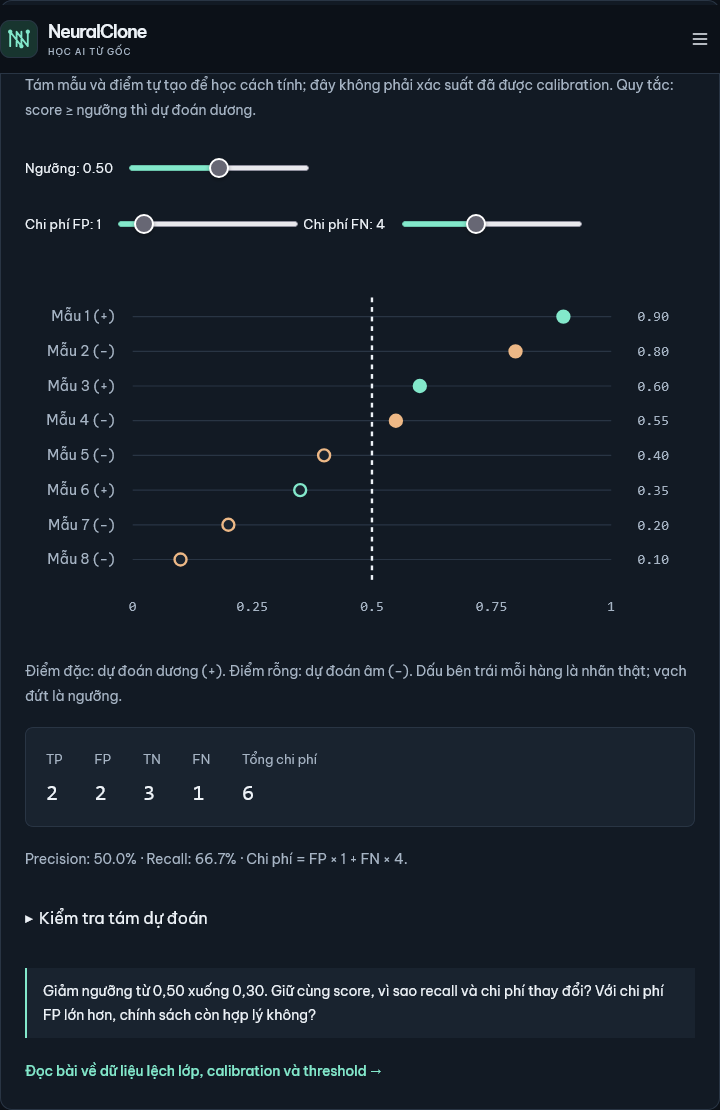 NeuralClone
HỌC AI TỪ GỐC
Tám mẫu và điểm tự tạo để học cách tính; đây không phải xác suất đã được calibration. Quy tắc:
score ≥ ngưỡng thì dự đoán dương.
Ngưỡng: 0.50
Chi phí FP: 1 Chi phí FN: 4
Mẫu 1 (+) 0.90
Mẫu 2 (−) 0.80
Mẫu 3 (+) 0.60
Mẫu 4 (−) 0.55
Mẫu 5 (−) 0.40
Mẫu 6 (+) 0.35
Mẫu 7 (−) 0.20
Mẫu 8 (−) 0.10
0 0.25 0.5 0.75 1
Điểm đặc: dự đoán dương (+). Điểm rỗng: dự đoán âm (−). Dấu bên trái mỗi hàng là nhãn thật; vạch
đứt là ngưỡng.
TP FP TN FN Tổng chi phí
2 2 3 1 6
Precision: 50.0% · Recall: 66.7% · Chi phí = FP × 1 + FN × 4.
▸ Kiểm tra tám dự đoán
Giảm ngưỡng từ 0,50 xuống 0,30. Giữ cùng score, vì sao recall và chi phí thay đổi? Với chi phí
FP lớn hơn, chính sách còn hợp lý không?
Đọc bài về dữ liệu lệch lớp, calibration và threshold →